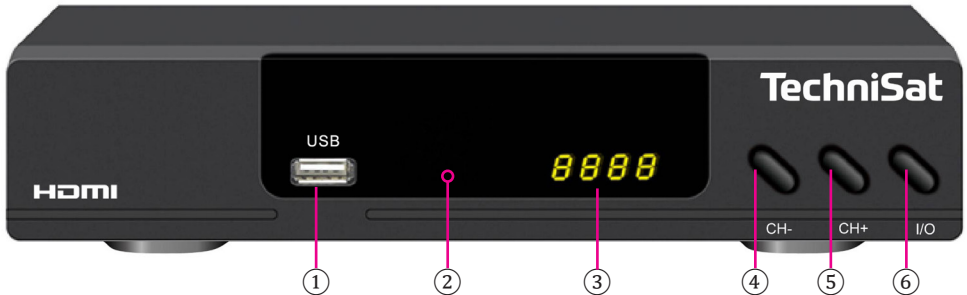 TechniSat
USB
8888
HDMI
CH-
CH+
I/O
① ② ③ ④ ⑤ ⑥